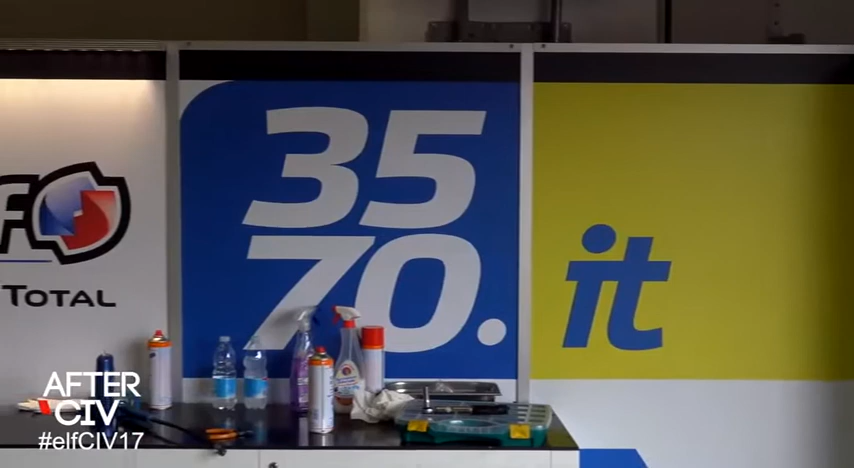 35
70.
it
f
TOTAL
AFTER
CIV
#elfCIV17